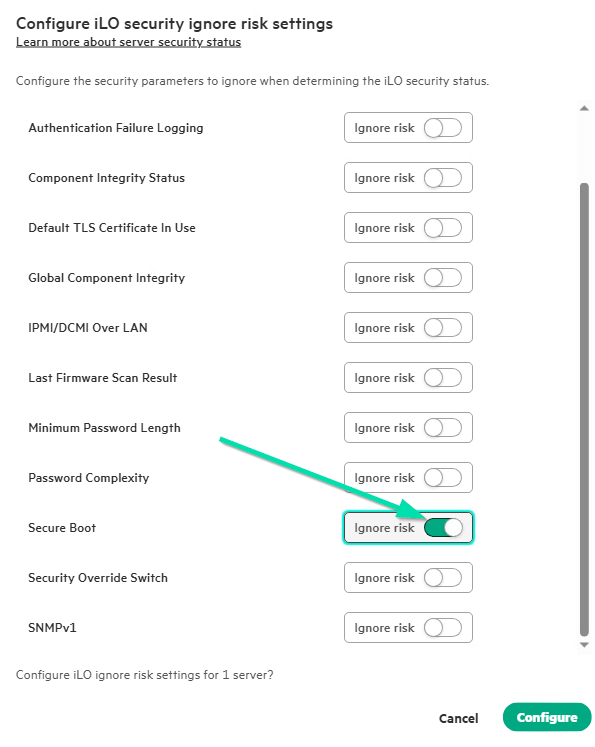 Configure iLO security ignore risk settings
Learn more about server security status
Configure the security parameters to ignore when determining the iLO security status.
Authentication Failure Logging Ignore risk
Component Integrity Status Ignore risk
Default TLS Certificate In Use Ignore risk
Global Component Integrity Ignore risk
IPMI/DCMI Over LAN Ignore risk
Last Firmware Scan Result Ignore risk
Minimum Password Length Ignore risk
Password Complexity Ignore risk
Secure Boot Ignore risk
Security Override Switch Ignore risk
SNMPv1 Ignore risk
Configure iLO ignore risk settings for 1 server?
Cancel Configure